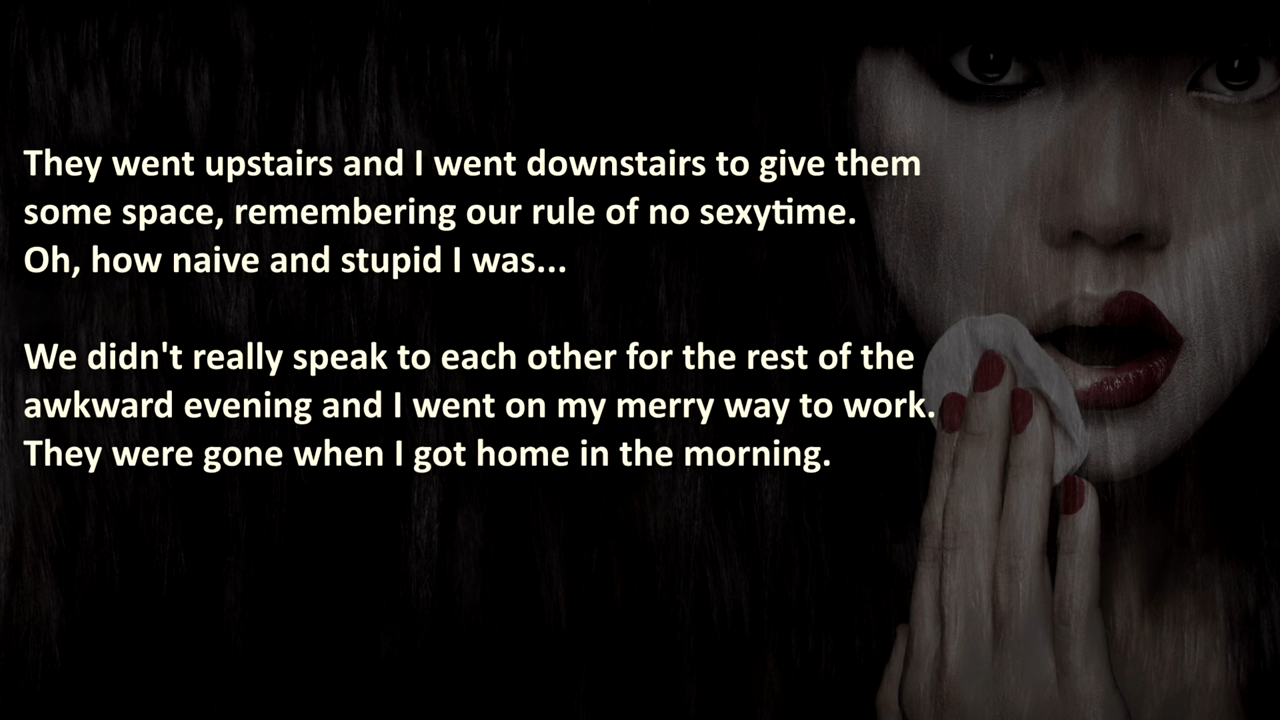 They went upstairs and I went downstairs to give them
some space, remembering our rule of no sexytime.
Oh, how naive and stupid I was...
We didn't really speak to each other for the rest of the
awkward evening and I went on my merry way to work.
They were gone when I got home in the morning.